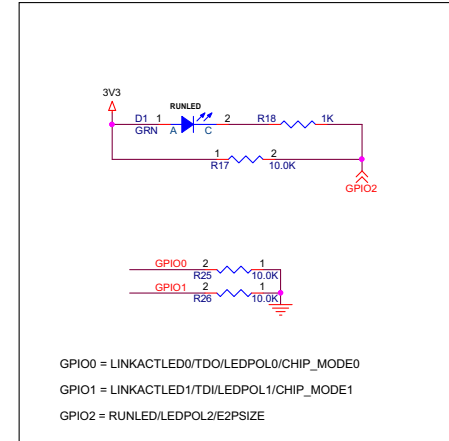 3V3
RUNLED
D1 1 2 R18 1K
GRN A C
1 2
R17 10.0K
GPIO2
GPIO0 2 1
R25 10.0K
GPIO1 2 1
R26 10.0K
GPIO0 = LINKACTLED0/TDO/LEDPOL0/CHIP_MODE0
GPIO1 = LINKACTLED1/TDI/LEDPOL1/CHIP_MODE1
GPIO2 = RUNLED/LEDPOL2/E2PSIZE